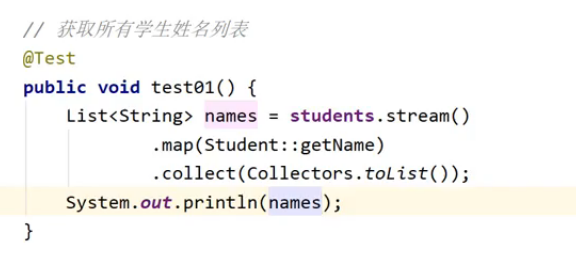 // 获取所有学生姓名列表
@Test
public void test01() {
    List<String> names = students.stream()
            .map(Student::getName)
            .collect(Collectors.toList());
    System.out.println(names);
}